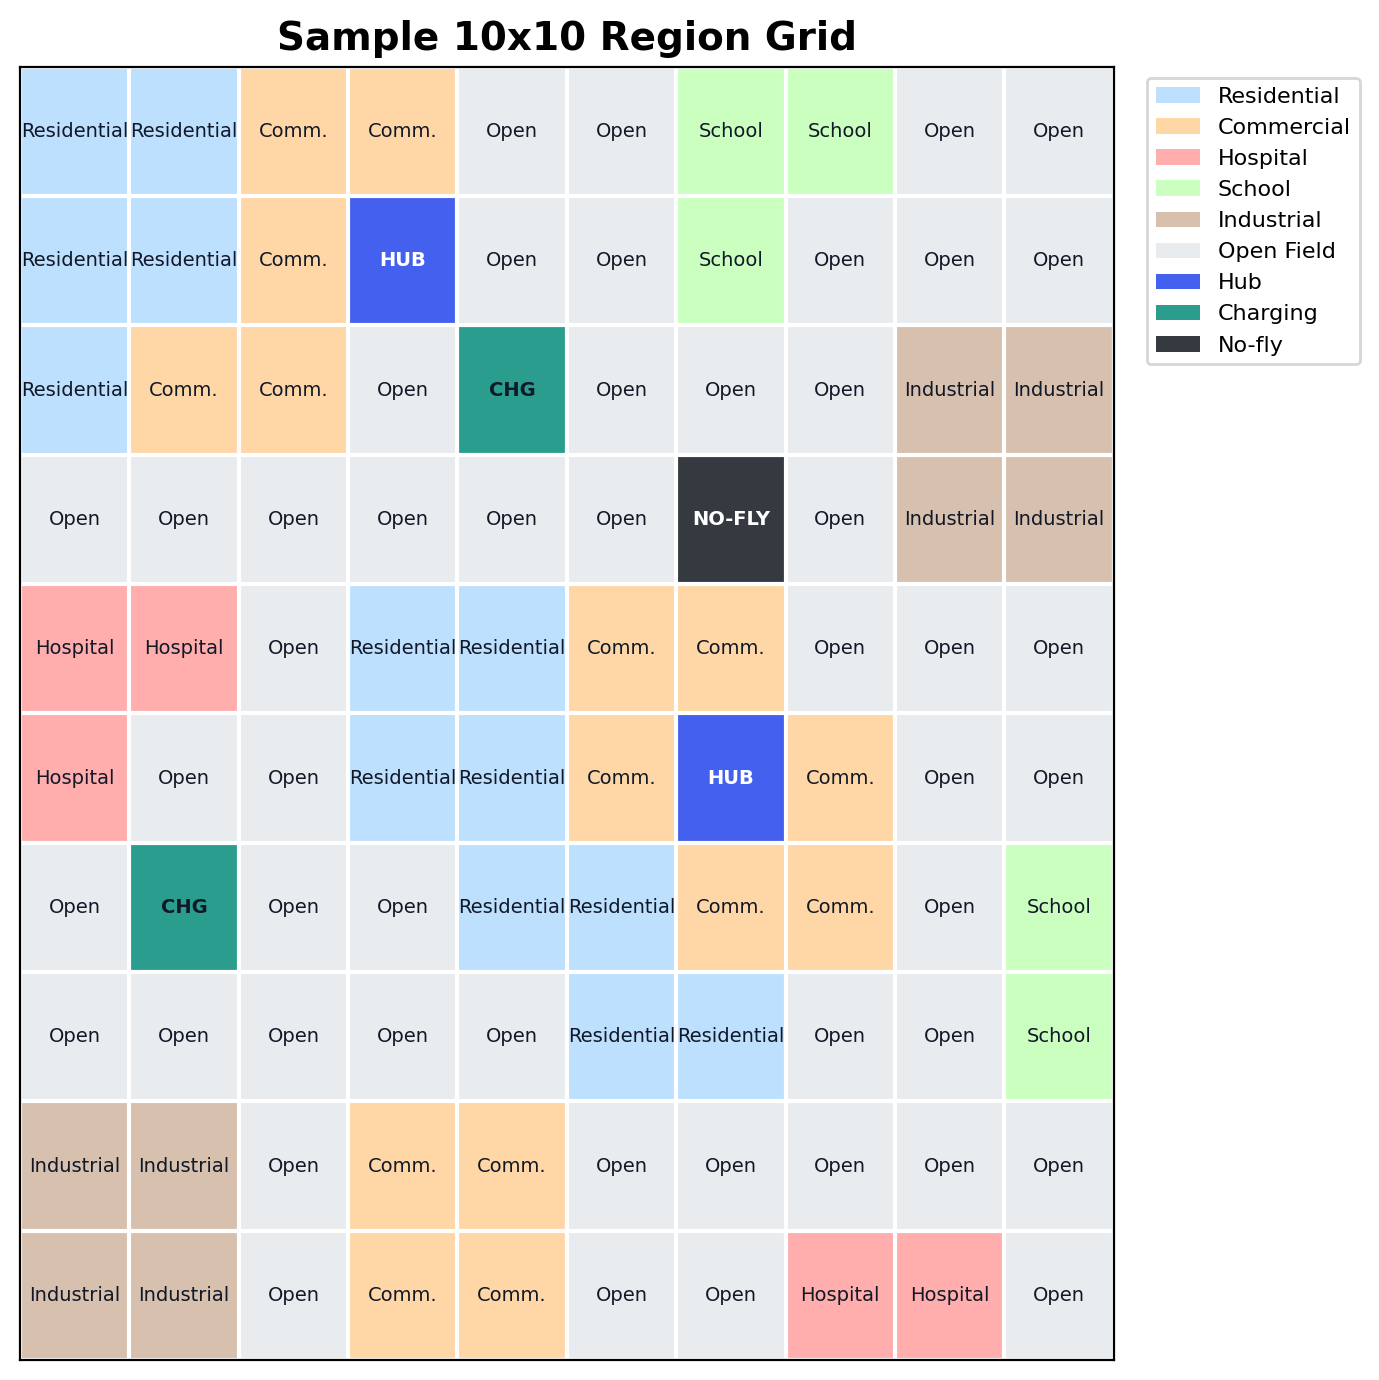 Sample 10x10 Region Grid
Residential Residential Comm. Comm. Open Open School School Open Open
Residential Residential Comm. HUB Open Open School Open Open Open
Residential Comm. Comm. Open CHG Open Open Open Industrial Industrial
Open Open Open Open Open Open NO-FLY Open Industrial Industrial
Hospital Hospital Open Residential Residential Comm. Comm. Open Open Open
Hospital Open Open Residential Residential Comm. HUB Comm. Open Open
Open CHG Open Open Residential Residential Comm. Comm. Open School
Open Open Open Open Open Residential Residential Open Open School
Industrial Industrial Open Comm. Comm. Open Open Open Open Open
Industrial Industrial Open Comm. Comm. Open Open Hospital Hospital Open
Residential
Commercial
Hospital
School
Industrial
Open Field
Hub
Charging
No-fly